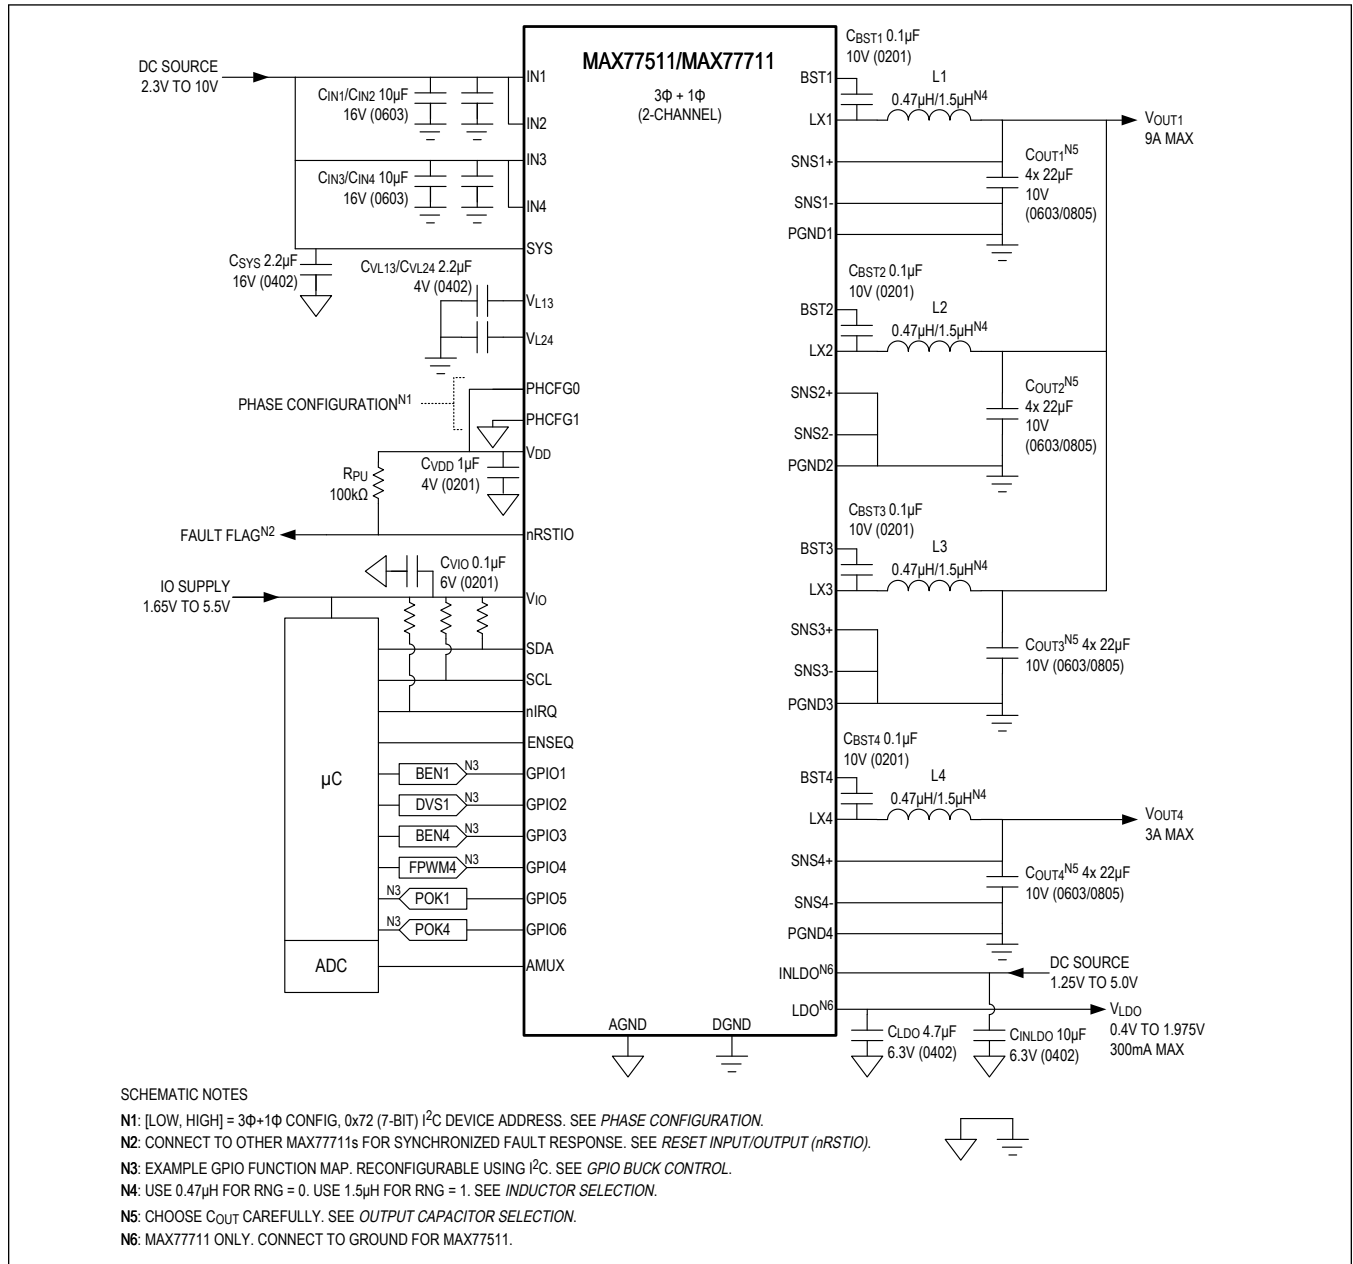 MAX77511/MAX77711
3Φ + 1Φ
(2-CHANNEL)
DC SOURCE
2.3V TO 10V
CIN1/CIN2 10µF
16V (0603)
CIN3/CIN4 10µF
16V (0603)
CSYS 2.2µF
16V (0402)
CVL13/CVL24 2.2µF
4V (0402)
PHASE CONFIGURATIONN1
RPU
100kΩ
CVDD 1µF
4V (0201)
FAULT FLAGN2
CVIO 0.1µF
6V (0201)
IO SUPPLY
1.65V TO 5.5V
µC
ADC
BEN1 N3
DVS1 N3
BEN4 N3
FPWM4 N3
N3 POK1
N3 POK4
IN1
IN2
IN3
IN4
SYS
VL13
VL24
PHCFG0
PHCFG1
VDD
nRSTIO
VIO
SDA
SCL
nIRQ
ENSEQ
GPIO1
GPIO2
GPIO3
GPIO4
GPIO5
GPIO6
AMUX
AGND
DGND
BST1
LX1
SNS1+
SNS1-
PGND1
BST2
LX2
SNS2+
SNS2-
PGND2
BST3
LX3
SNS3+
SNS3-
PGND3
BST4
LX4
SNS4+
SNS4-
PGND4
INLDON6
LDON6
CBST1 0.1µF
10V (0201)
L1
0.47µH/1.5µHN4
VOUT1
9A MAX
COUT1N5
4x 22µF
10V
(0603/0805)
CBST2 0.1µF
10V (0201)
L2
0.47µH/1.5µHN4
COUT2N5
4x 22µF
10V
(0603/0805)
CBST3 0.1µF
10V (0201)
L3
0.47µH/1.5µHN4
COUT3N5 4x 22µF
10V (0603/0805)
CBST4 0.1µF
10V (0201)
L4
0.47µH/1.5µHN4
VOUT4
3A MAX
COUT4N5 4x 22µF
10V (0603/0805)
DC SOURCE
1.25V TO 5.0V
VLDO
0.4V TO 1.975V
300mA MAX
CLDO 4.7µF
6.3V (0402)
CINLDO 10µF
6.3V (0402)
SCHEMATIC NOTES
N1: [LOW, HIGH] = 3Φ+1Φ CONFIG, 0x72 (7-BIT) I2C DEVICE ADDRESS. SEE PHASE CONFIGURATION.
N2: CONNECT TO OTHER MAX77711s FOR SYNCHRONIZED FAULT RESPONSE. SEE RESET INPUT/OUTPUT (nRSTIO).
N3: EXAMPLE GPIO FUNCTION MAP. RECONFIGURABLE USING I2C. SEE GPIO BUCK CONTROL.
N4: USE 0.47µH FOR RNG = 0. USE 1.5µH FOR RNG = 1. SEE INDUCTOR SELECTION.
N5: CHOOSE COUT CAREFULLY. SEE OUTPUT CAPACITOR SELECTION.
N6: MAX77711 ONLY. CONNECT TO GROUND FOR MAX77511.